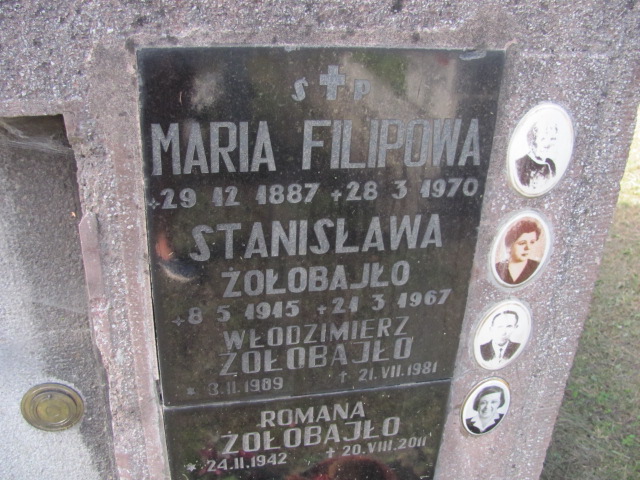 Ś ✝ P
MARIA FILIPOWA
+29 12 1887 +28 3 1970
STANISŁAWA
ŻOŁOBAJŁO
+8 5 1915 +21 3 1967
WŁODZIMIERZ
ŻOŁOBAJŁO
* 3.II.1909 † 21.VII.1981
ROMANA
ŻOŁOBAJŁO
* 24.II.1942 † 20.VIII.2011